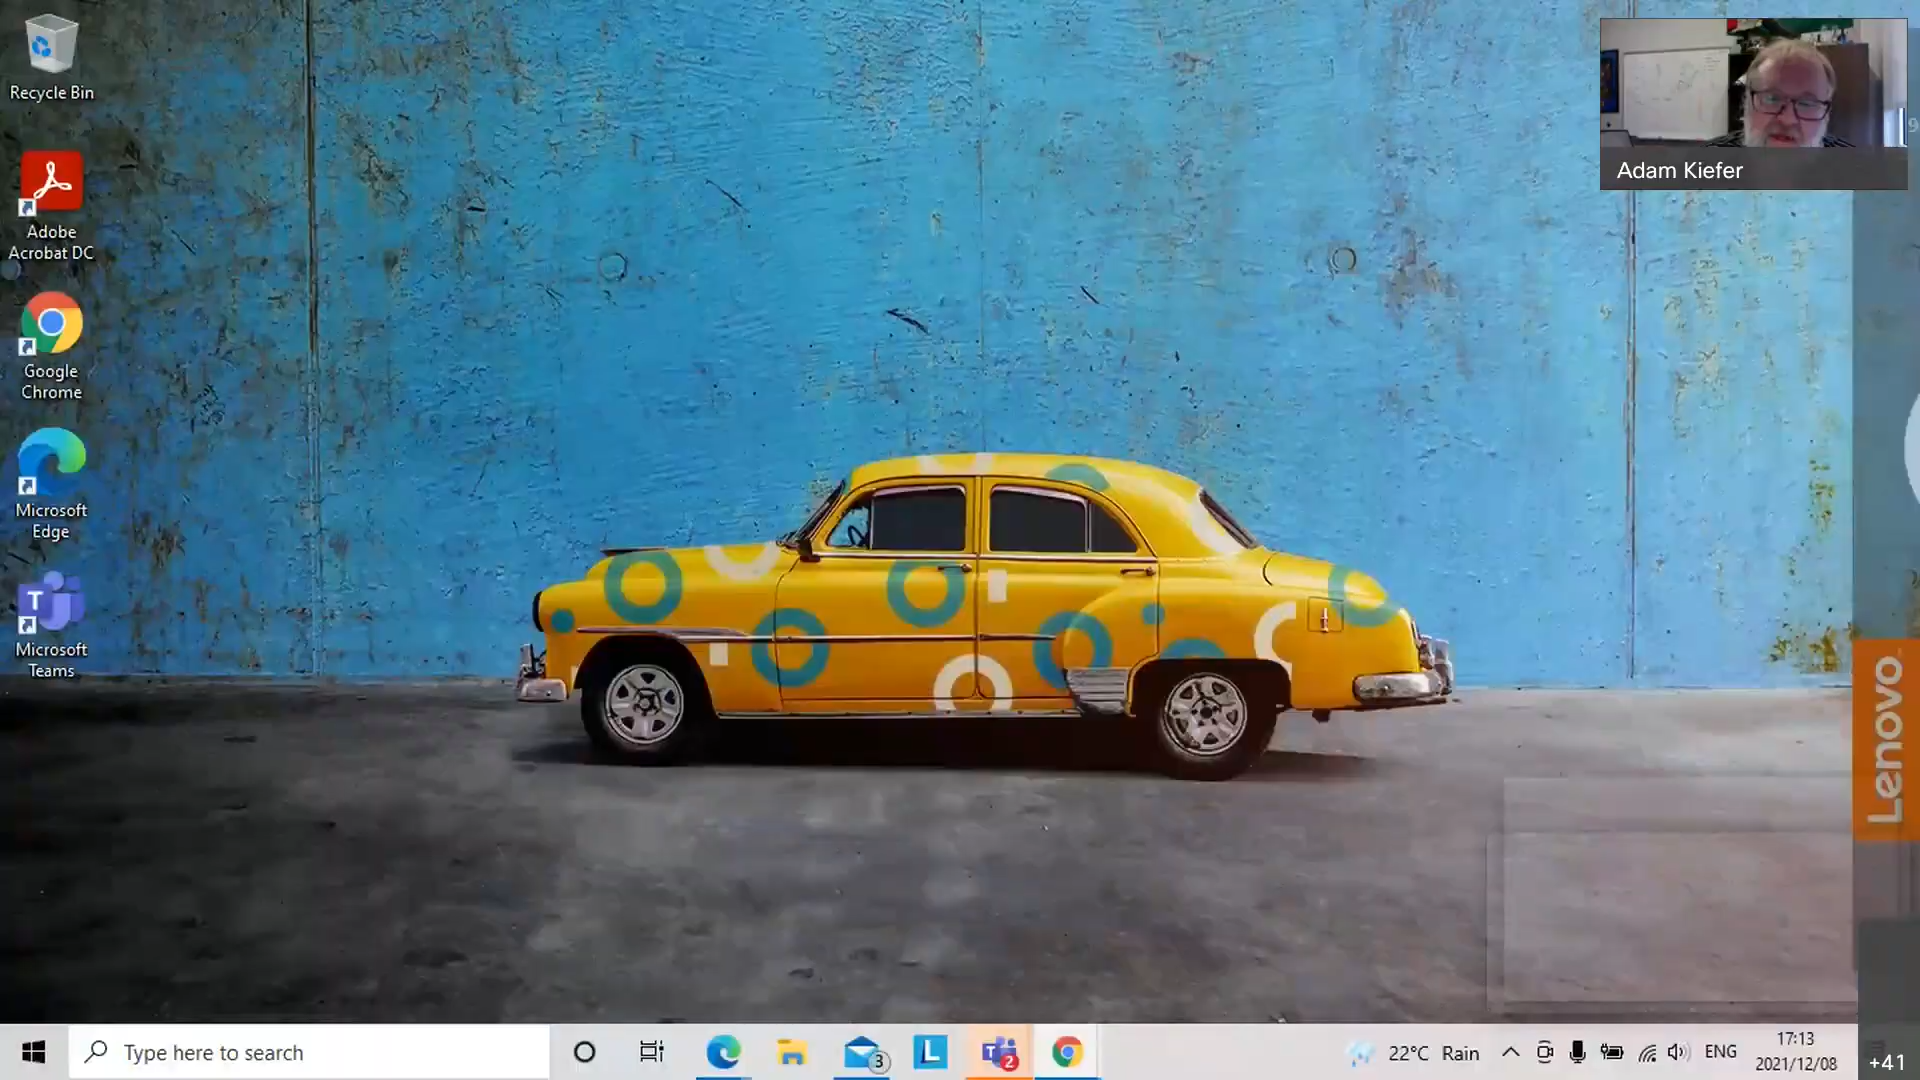 Recycle Bin
Adobe
Acrobat DC
Google
Chrome
Microsoft
Edge
T
Microsoft
Teams
Adam Kiefer
9
Lenovo
Type here to search
3
L
T
2
22°C Rain
ENG
17:13
2021/12/08
+41